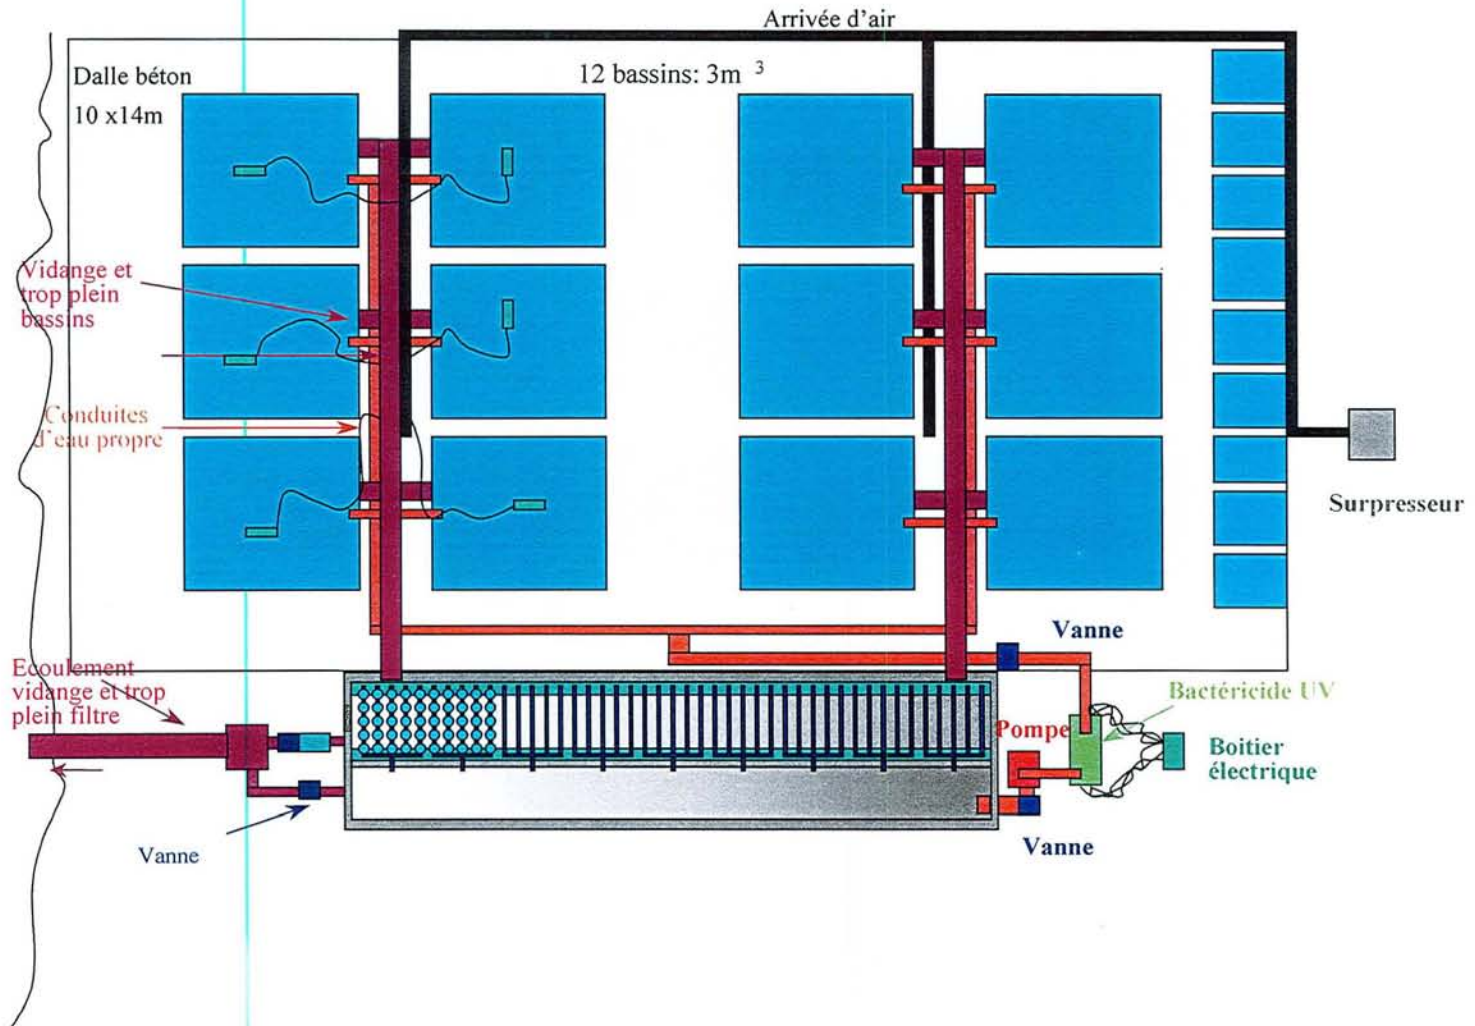 Arrivée d'air
Dalle béton
10 x14m
12 bassins: 3m 3
Vidange et
trop plein
bassins
Conduites
d'eau propre
Surpresseur
Vanne
Ecoulement
vidange et trop
plein filtre
Bactéricide UV
Pompe
Boitier
électrique
Vanne
Vanne